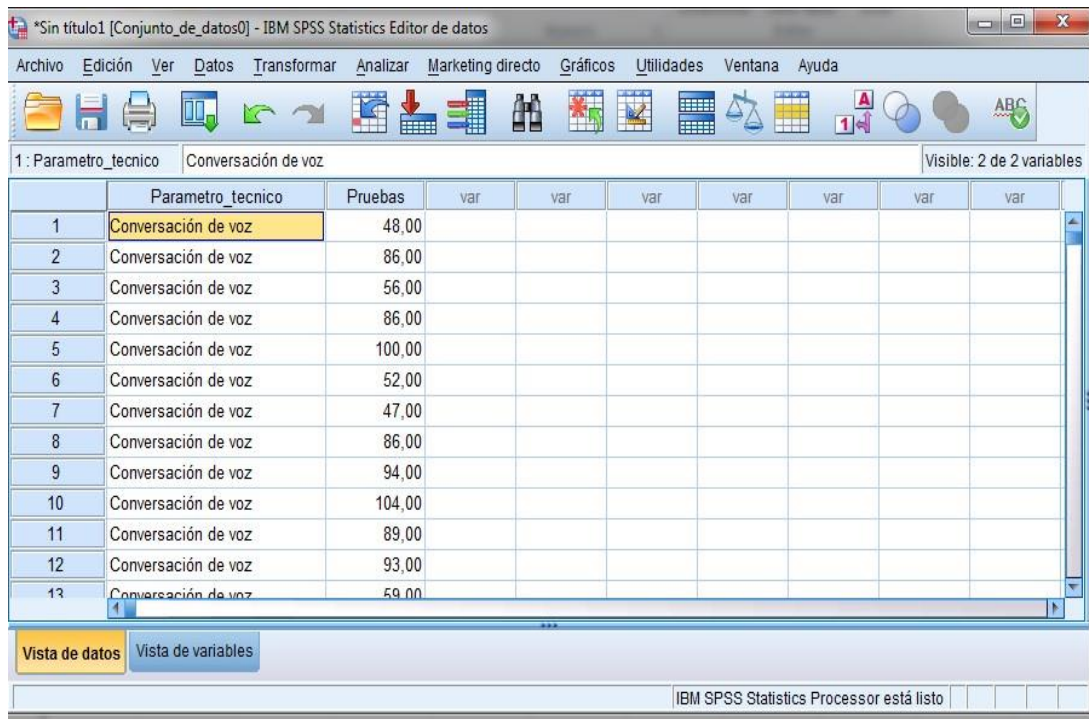 *Sin título1 [Conjunto_de_datos0] - IBM SPSS Statistics Editor de datos
Archivo Edición Ver Datos Transformar Analizar Marketing directo Gráficos Utilidades Ventana Ayuda
A
1
ABC
1 : Parametro_tecnico Conversación de voz Visible: 2 de 2 variables
Parametro_tecnico Pruebas var var var var var var var
1 Conversación de voz 48,00
2 Conversación de voz 86,00
3 Conversación de voz 56,00
4 Conversación de voz 86,00
5 Conversación de voz 100,00
6 Conversación de voz 52,00
7 Conversación de voz 47,00
8 Conversación de voz 86,00
9 Conversación de voz 94,00
10 Conversación de voz 104,00
11 Conversación de voz 89,00
12 Conversación de voz 93,00
13 Conversación de voz 59,00
Vista de datos Vista de variables
IBM SPSS Statistics Processor está listo